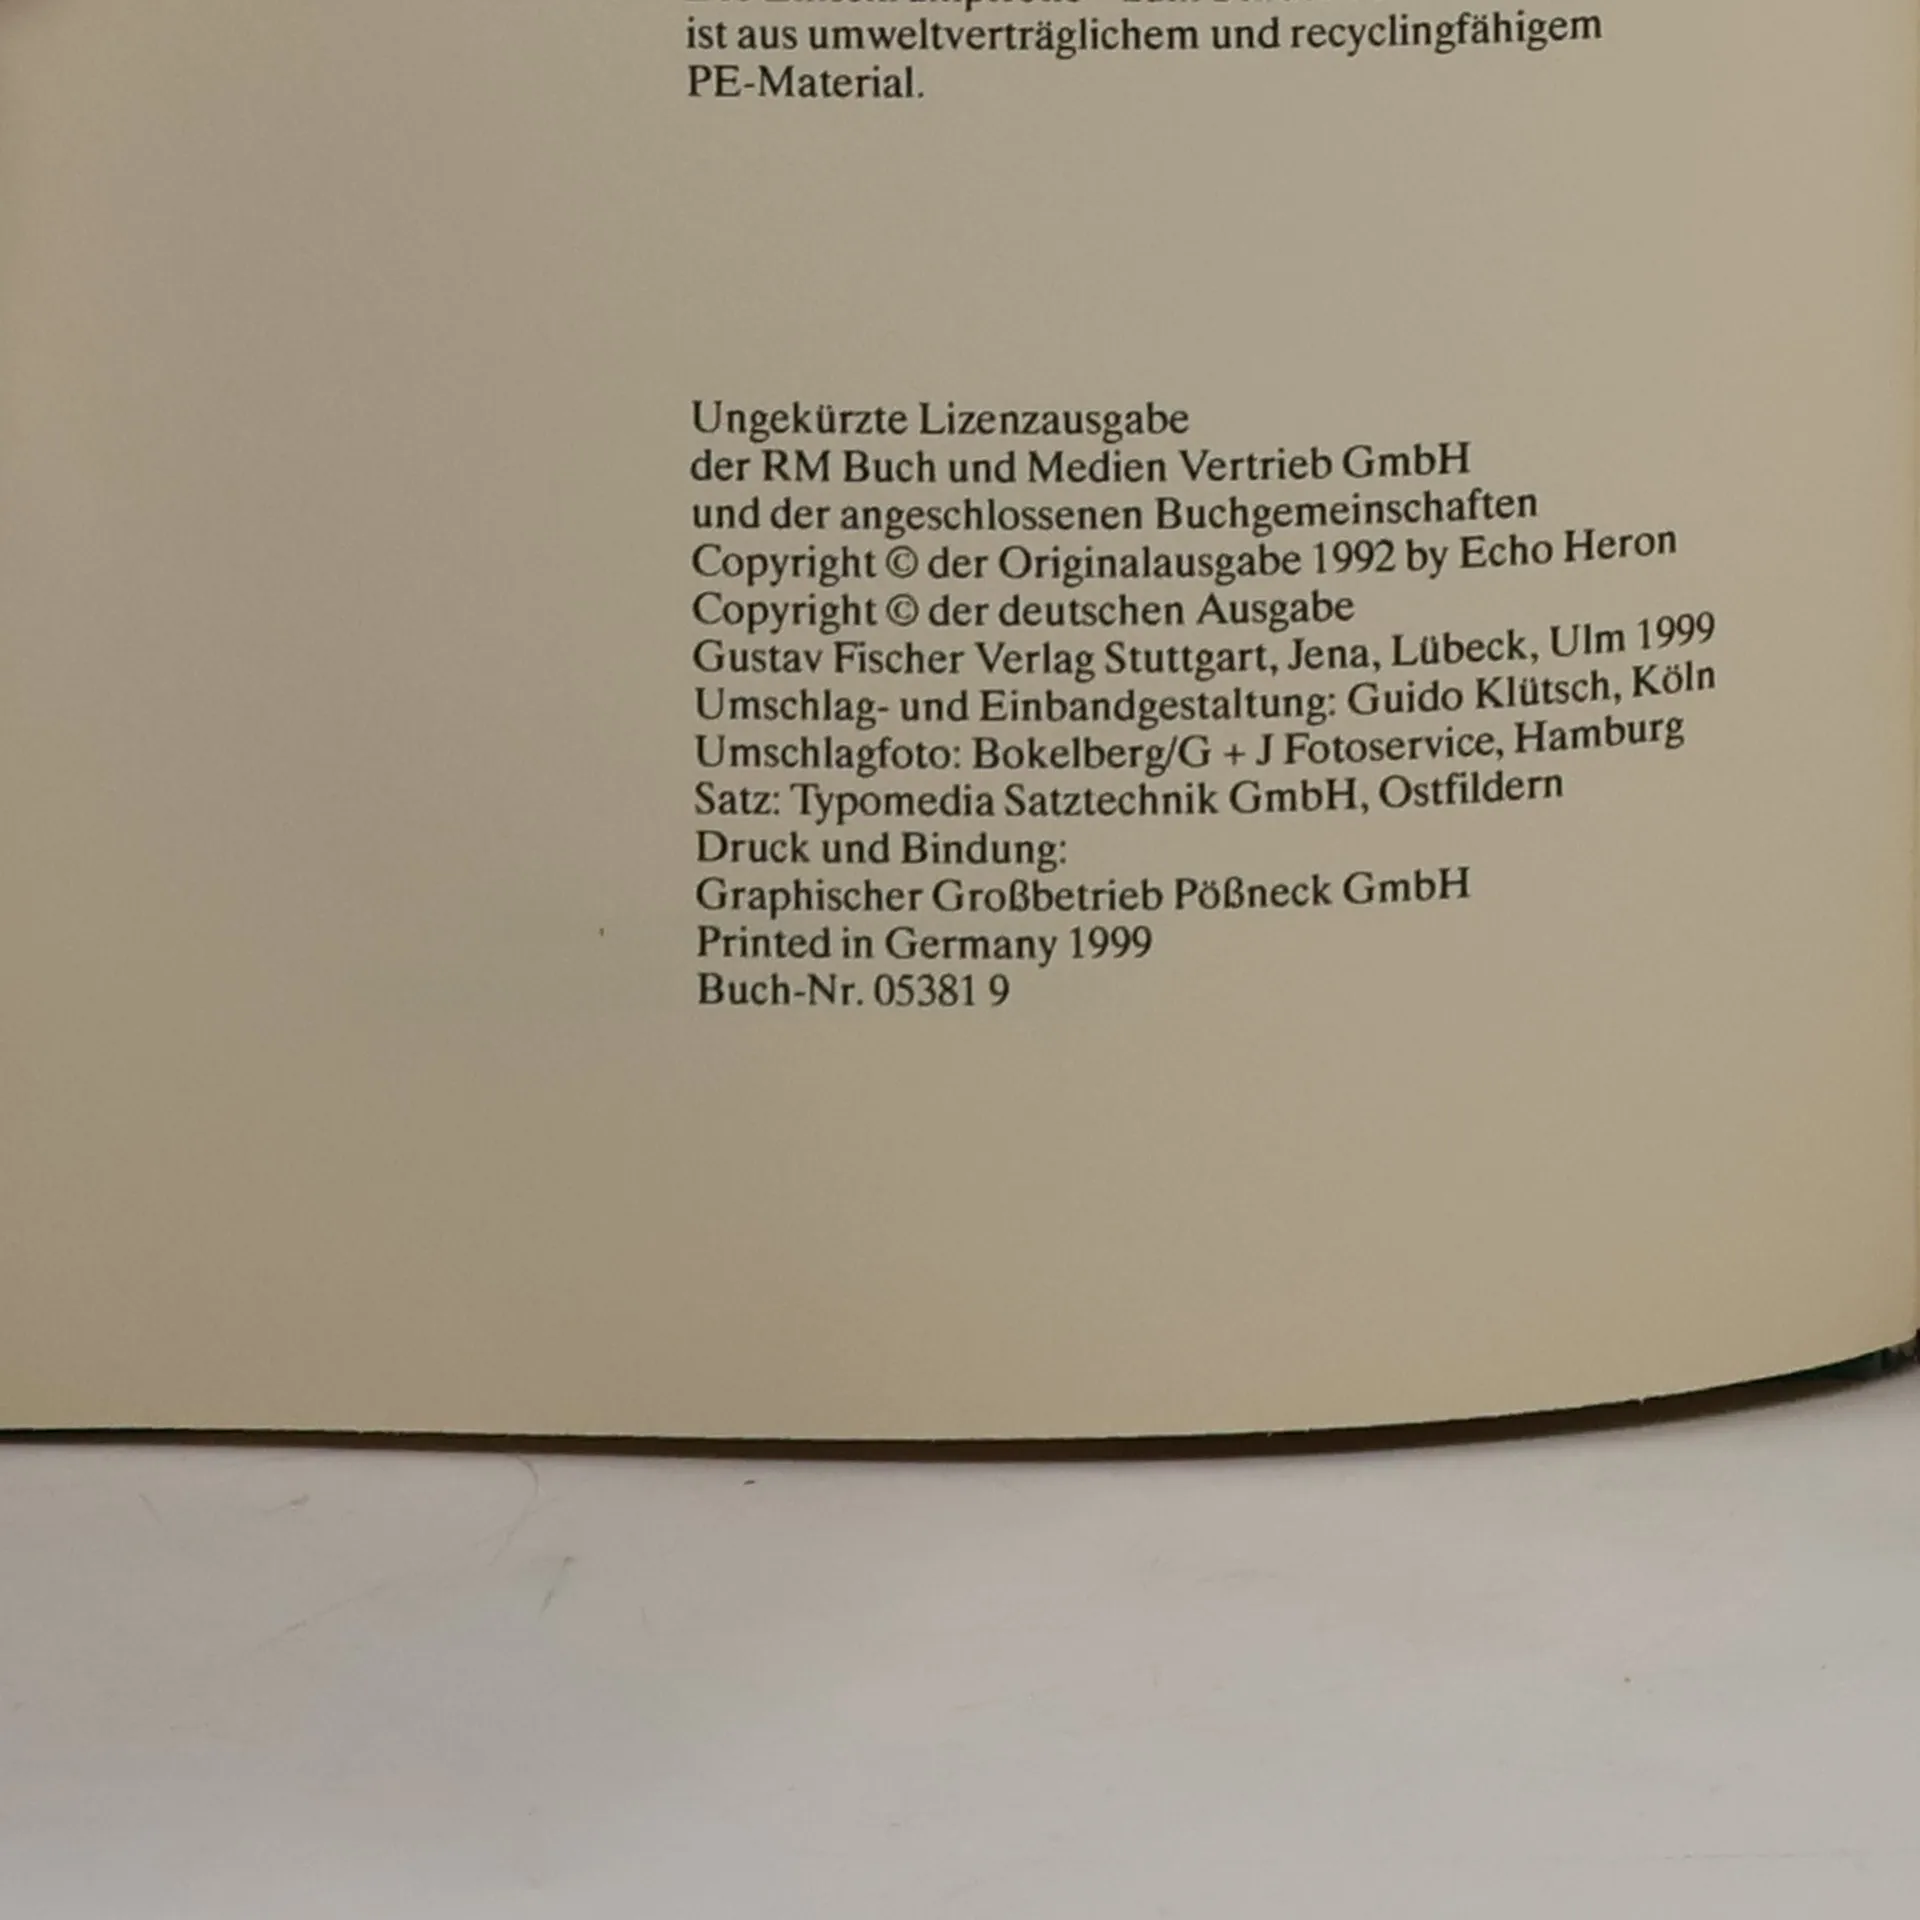 ist aus umweltverträglichem und recyclingfähigem
PE-Material.
Ungekürzte Lizenzausgabe
der RM Buch und Medien Vertrieb GmbH
und der angeschlossenen Buchgemeinschaften
Copyright © der Originalausgabe 1992 by Echo Heron
Copyright © der deutschen Ausgabe
Gustav Fischer Verlag Stuttgart, Jena, Lübeck, Ulm 1999
Umschlag- und Einbandgestaltung: Guido Klütsch, Köln
Umschlagfoto: Bokelberg/G + J Fotoservice, Hamburg
Satz: Typomedia Satztechnik GmbH, Ostfildern
Druck und Bindung:
Graphischer Großbetrieb Pößneck GmbH
Printed in Germany 1999
Buch-Nr. 05381 9